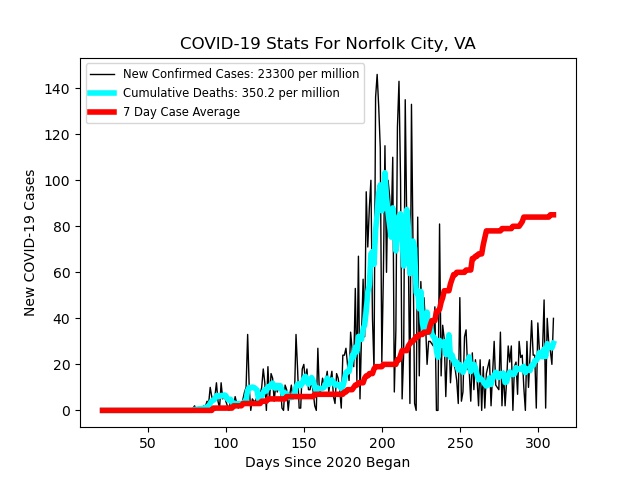 COVID-19 Stats For Norfolk City, VA
New Confirmed Cases: 23300 per million
Cumulative Deaths: 350.2 per million
7 Day Case Average
New COVID-19 Cases
140
120
100
80
60
40
20
0
50 100 150 200 250 300
Days Since 2020 Began